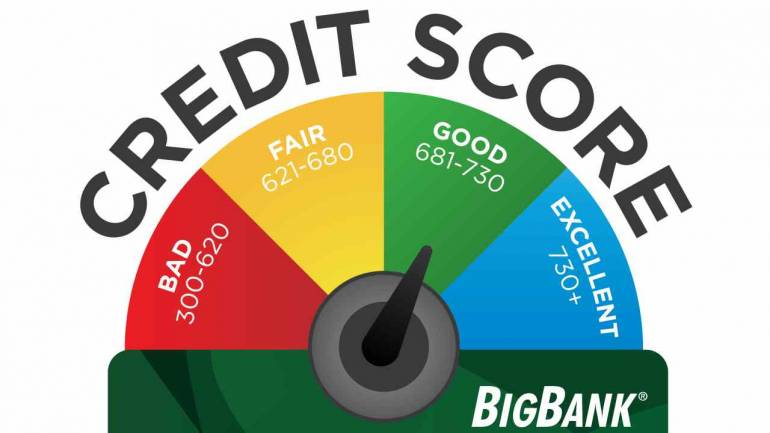 CREDIT SCORE
BAD
300-620
FAIR
621-680
GOOD
681-730
EXCELLENT
730+
BIGBANK®